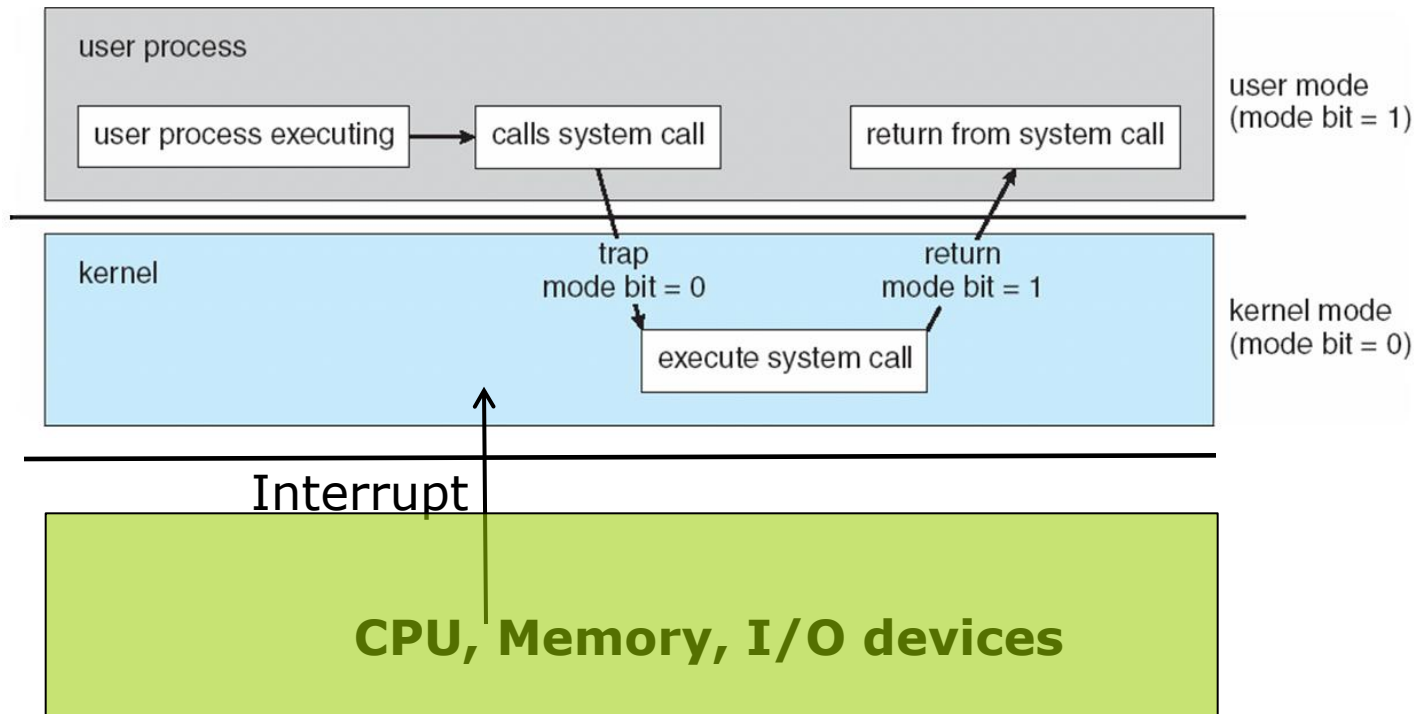 user process
user mode
(mode bit = 1)
user process executing
calls system call
return from system call
kernel
trap
mode bit = 0
return
mode bit = 1
kernel mode
(mode bit = 0)
execute system call
Interrupt
CPU, Memory, I/O devices